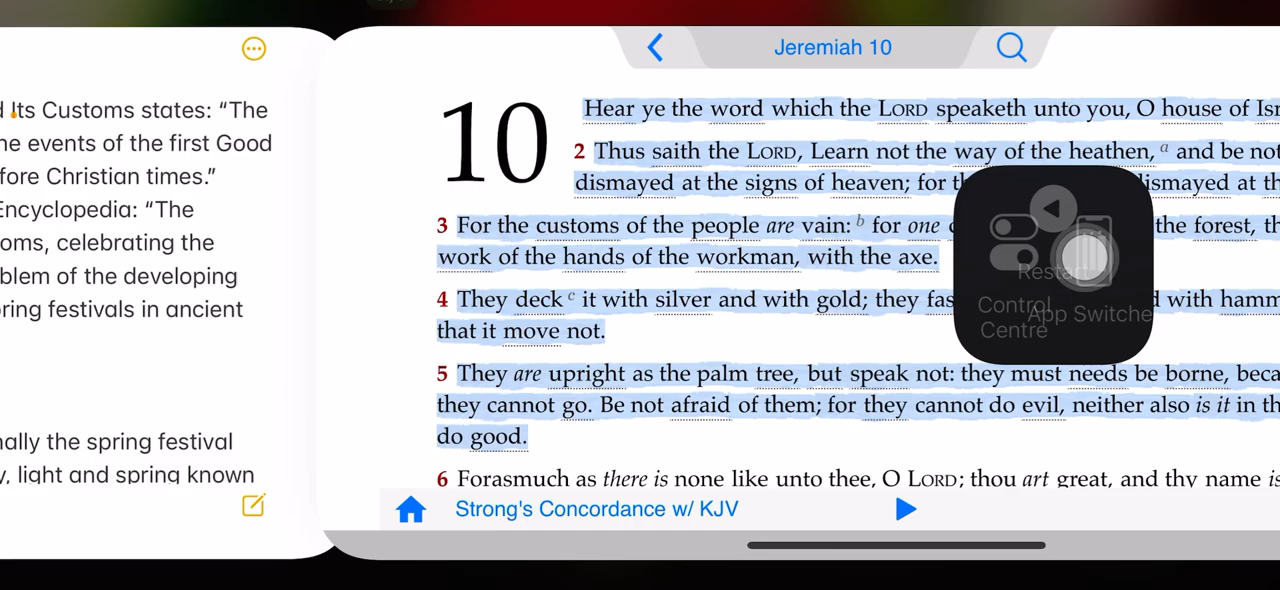 Its Customs states: “The
he events of the first Good
fore Christian times.”
Encyclopedia: “The
oms, celebrating the
blem of the developing
ring festivals in ancient
nally the spring festival
y, light and spring known
Jeremiah 10
10
Hear ye the word which the LORD speaketh unto you, O house of Isr
2 Thus saith the LORD, Learn not the way of the heathen, a and be not
dismayed at the signs of heaven; for th ismayed at th
3 For the customs of the people are vain: b for one the forest, th
work of the hands of the workman, with the axe.
4 They deck c it with silver and with gold; they fas d with hamm
that it move not.
5 They are upright as the palm tree, but speak not: they must needs be borne, beca
they cannot go. Be not afraid of them; for they cannot do evil, neither also is it in th
do good.
6 Forasmuch as there is none like unto thee, O LORD; thou art great, and thy name is
Restar
Control
Centre
App Switche
Strong's Concordance w/ KJV